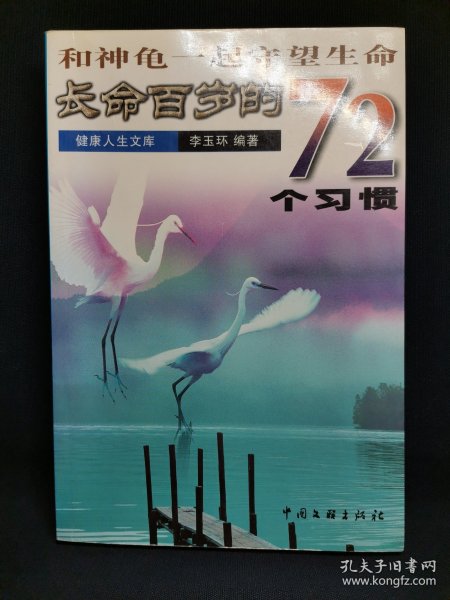 和神龟一起守望生命
长命百岁的72
个习惯
健康人生文库 李玉环 编著
中国文联出版社
孔夫子旧书网
www.kongfz.com